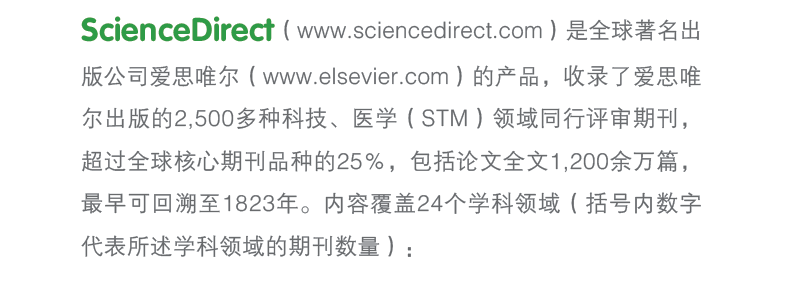 ScienceDirect（www.sciencedirect.com）是全球著名出
版公司爱思唯尔（www.elsevier.com）的产品，收录了爱思唯
尔出版的2,500多种科技、医学（STM）领域同行评审期刊，
超过全球核心期刊品种的25%，包括论文全文1,200余万篇，
最早可回溯至1823年。内容覆盖24个学科领域（括号内数字
代表所述学科领域的期刊数量）：